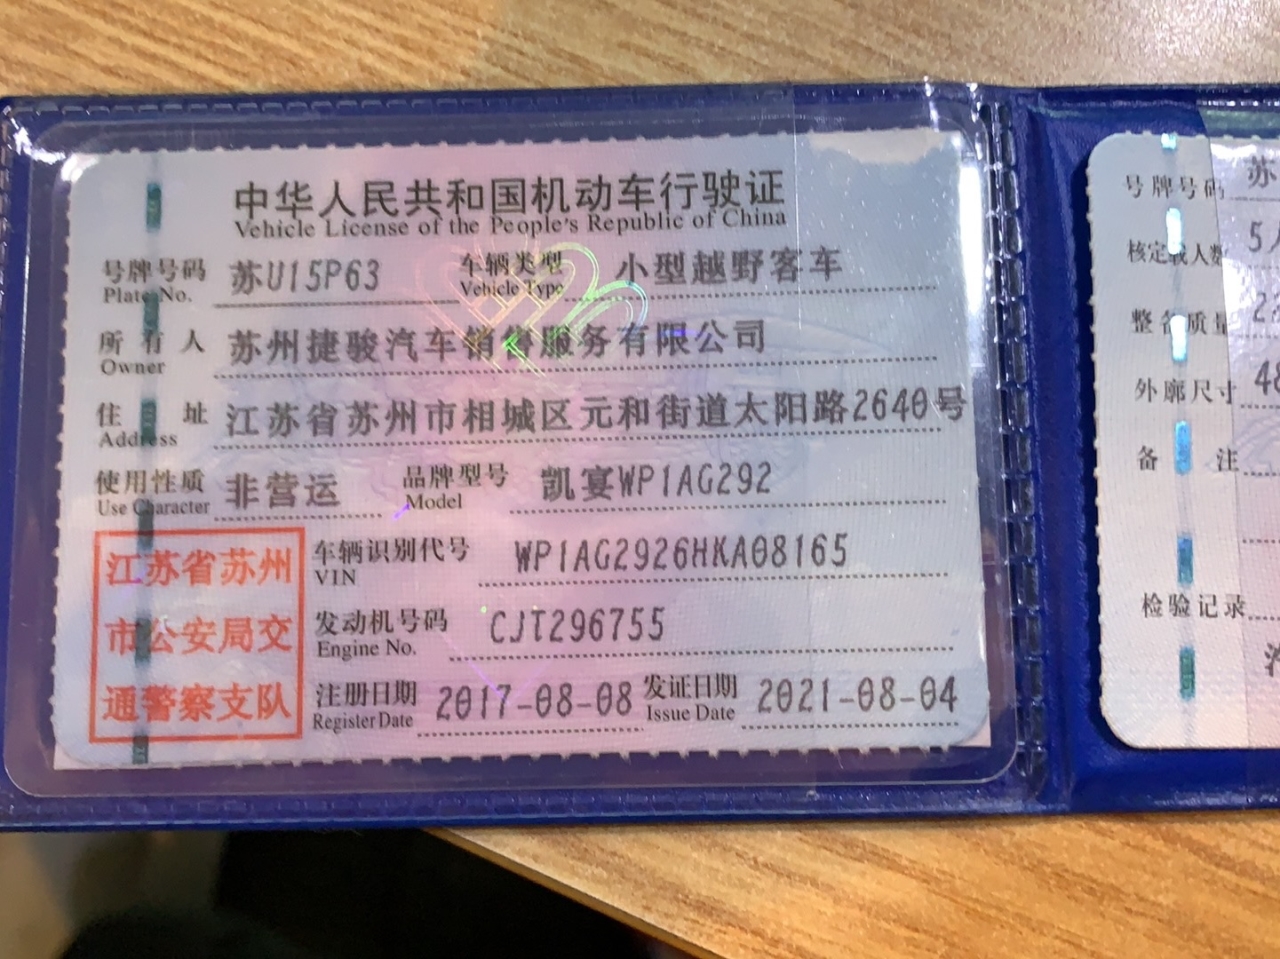 中华人民共和国机动车行驶证
Vehicle License of the People's Republic of China
号牌号码 苏U15P63 车辆类型 小型越野客车
Plate No. Vehicle Type
所有人 苏州捷骏汽车销售服务有限公司
Owner
住址 江苏省苏州市相城区元和街道太阳路2640号
Address
使用性质 非营运 品牌型号 凯宴WP1AG292
Use Character Model
江苏省苏州
市公安局交
通警察支队
车辆识别代号 WP1AG2926HKA08165
VIN
发动机号码 CJT296755
Engine No.
注册日期 2017-08-08 发证日期 2021-08-04
Register Date Issue Date
号牌号码 苏
核定载人数 5人
整备质量 2
外廓尺寸 48
备注
检验记录